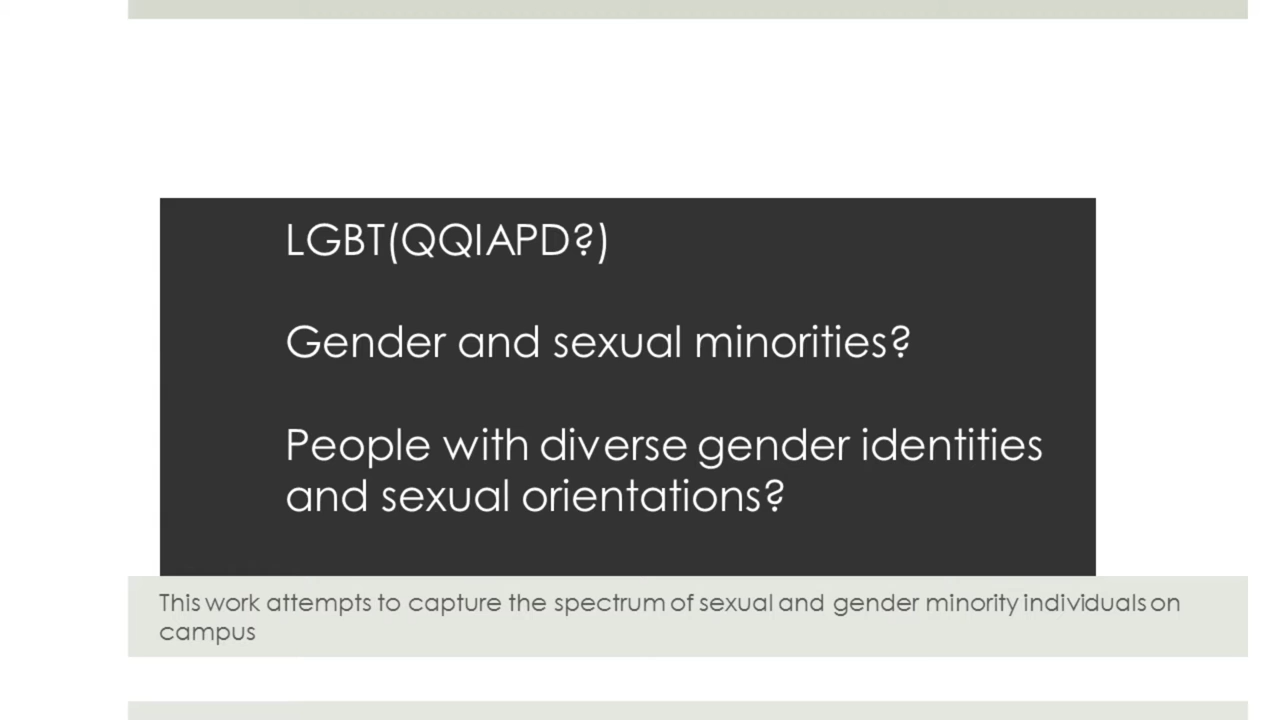 LGBT(QQIAPD?)
Gender and sexual minorities?
People with diverse gender identities
and sexual orientations?
This work attempts to capture the spectrum of sexual and gender minority individuals on
campus